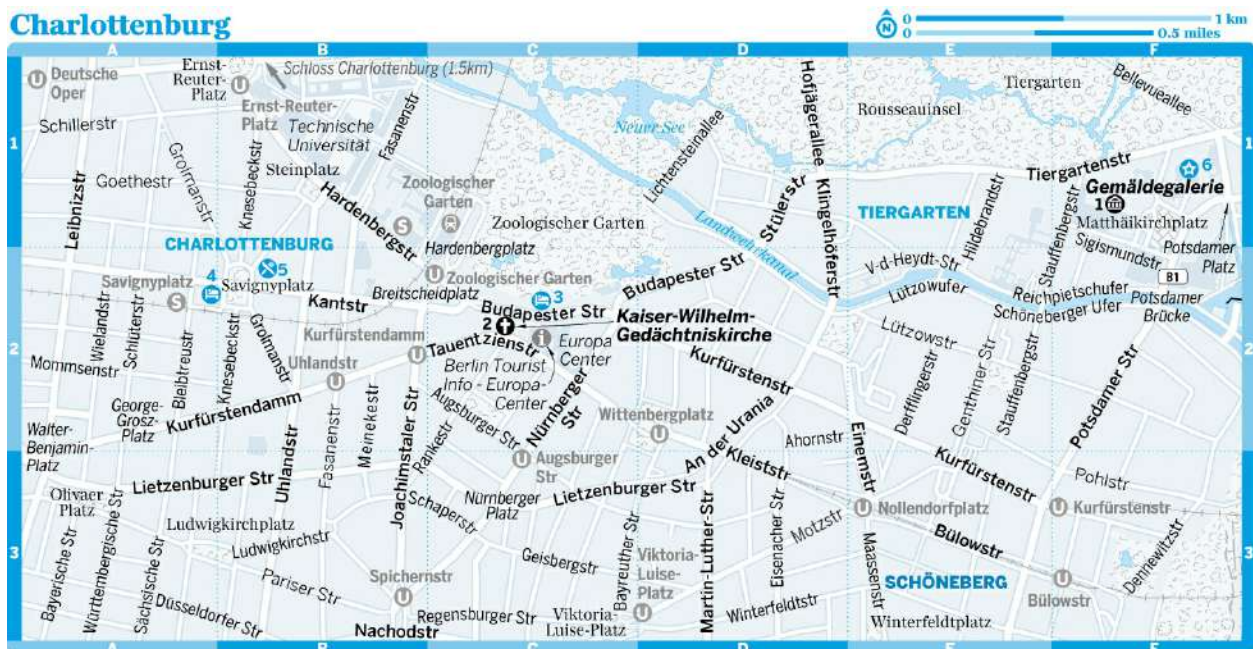 Charlottenburg
N
0 1 km
0 0.5 miles
A B C D E F
1
Deutsche
Oper
Ernst-
Reuter-
Platz
Schloss Charlottenburg (1.5km)
Ernst-Reuter-
Platz
Technische
Universität
Fasanenstr
Neuer See
Lichtensteinallee
Hofjägerallee
Tiergarten
Bellevueallee
Rousseauinsel
Schillerstr
Grolmanstr
Knesebeckstr
Steinplatz
Goethestr
Leibnizstr
Hardenbergstr
Zoologischer
Garten
Zoologischer Garten
Stülerstr
Klingelhöferstr
TIERGARTEN
Hildebrandstr
Stauffenbergstr
Tiergartenstr
6
Gemäldegalerie
1
Matthäikirchplatz
1
CHARLOTTENBURG
Hardenbergplatz
Landwehrkanal
Sigismundstr
Potsdamer
Platz
Savignyplatz
4
5
Savignyplatz
Zoologischer Garten
Breitscheidplatz
3
Budapester Str
V-d-Heydt-Str
B1
Kantstr
Budapester Str
Lützowufer
Reichpietschufer
Schöneberger Ufer
Potsdamer
Brücke
2
Wielandstr
Schlüterstr
Bleibtreustr
Knesebeckstr
Grolmanstr
Kurfürstendamm
2
Tauentzienstr
Kaiser-Wilhelm-
Gedächtniskirche
Europa
Center
Lützowstr
2
Mommsenstr
Uhlandstr
Berlin Tourist
Info - Europa-
Center
Kurfürstenstr
Derfflingerstr
Genthiner Str
Stauffenbergstr
Potsdamer Str
George-
Grosz-
Platz
Kurfürstendamm
Fasanenstr
Meinekestr
Joachimstaler Str
Augsburger Str
Nürnberger
Str
Wittenbergplatz
An der Urania
Ahornstr
Einemstr
Walter-
Benjamin-
Platz
Uhlandstr
Rankestr
Augsburger
Str
Kleiststr
Kurfürstenstr
Pohlstr
Olivaer
Platz
Lietzenburger Str
Schaperstr
Nürnberger
Platz
Lietzenburger Str
Motzstr
Nollendorfplatz
Kurfürstenstr
Ludwigkirchplatz
Ludwigkirchstr
Geisbergstr
Bayreuther Str
Viktoria-
Luise-
Platz
Martin-Luther-Str
Eisenacher Str
Bülowstr
Dennewitzstr
3
Bayerische Str
Württembergische Str
Sächsische Str
Pariser Str
Spichernstr
Maassenstr
SCHÖNEBERG
3
Düsseldorfer Str
Nachodstr
Regensburger Str
Viktoria-
Luise-Platz
Winterfeldtstr
Winterfeldtplatz
Bülowstr
A B C D E F